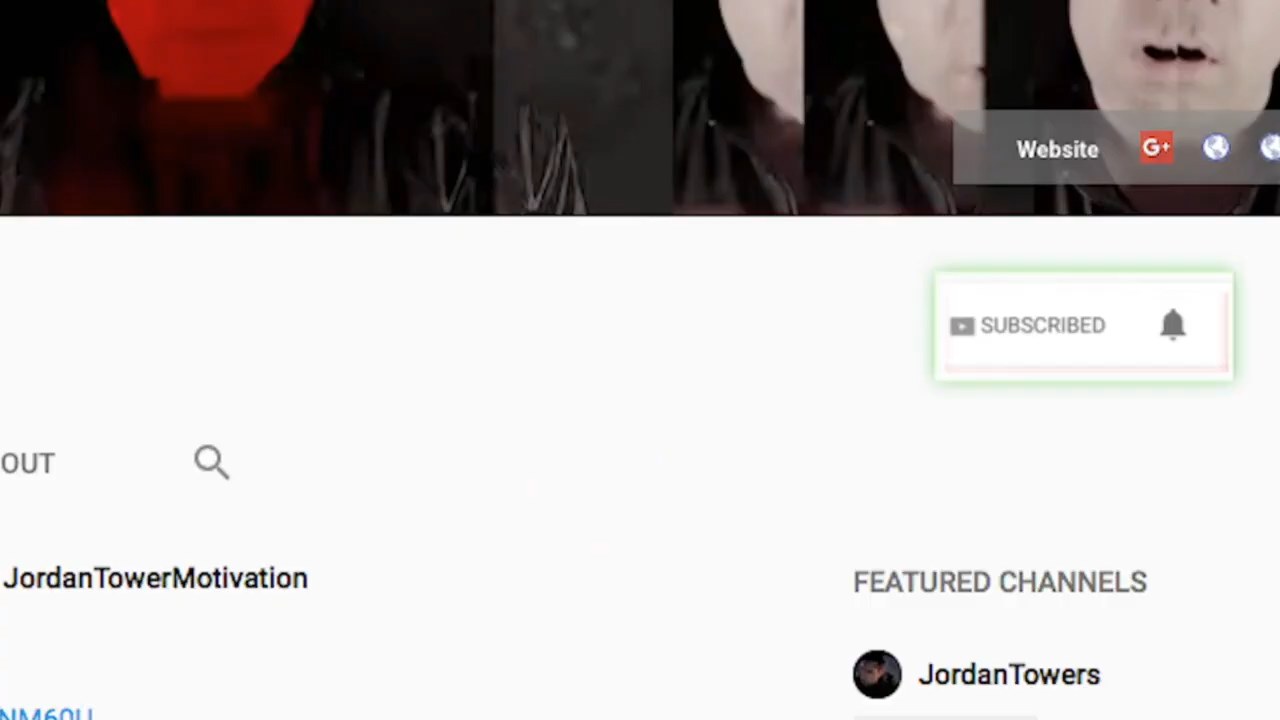 Website G+
SUBSCRIBED
OUT
JordanTowerMotivation
FEATURED CHANNELS
JordanTowers